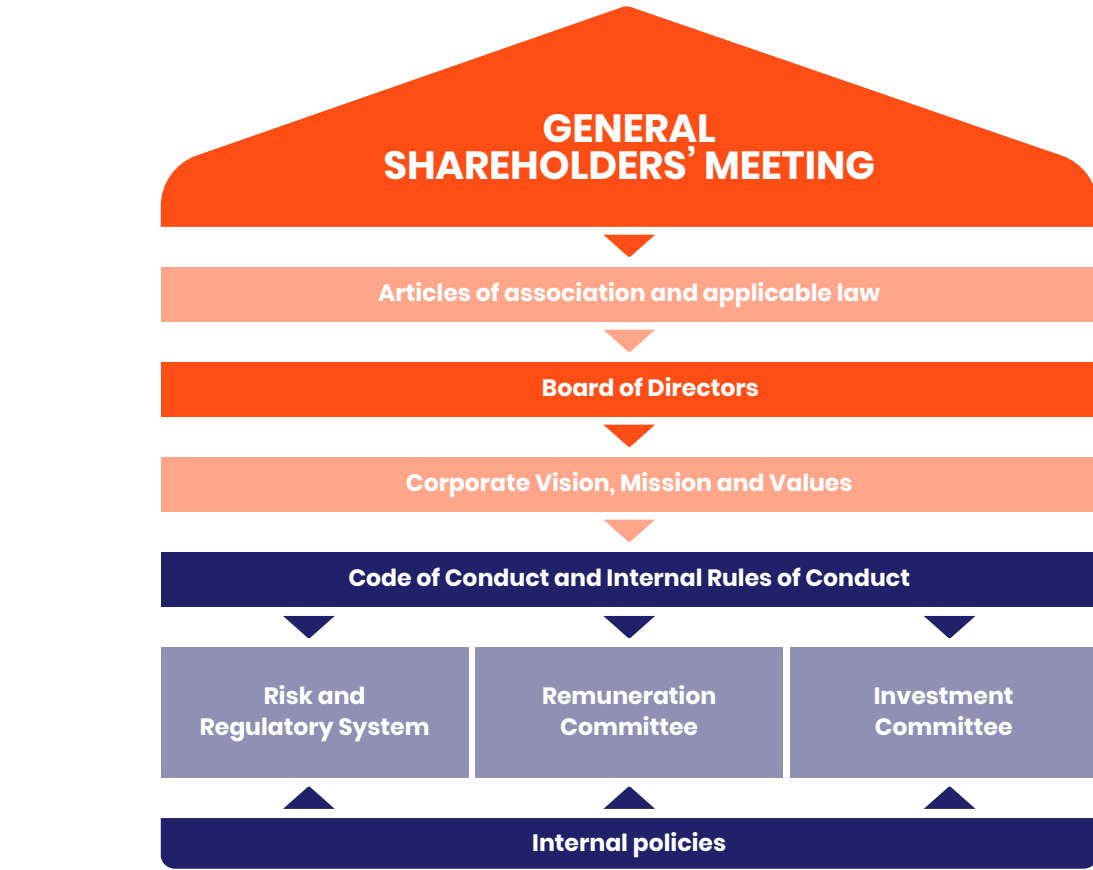 GENERAL
SHAREHOLDERS’ MEETING
Articles of association and applicable law
Board of Directors
Corporate Vision, Mission and Values
Code of Conduct and Internal Rules of Conduct
Risk and
Regulatory System
Remuneration
Committee
Investment
Committee
Internal policies